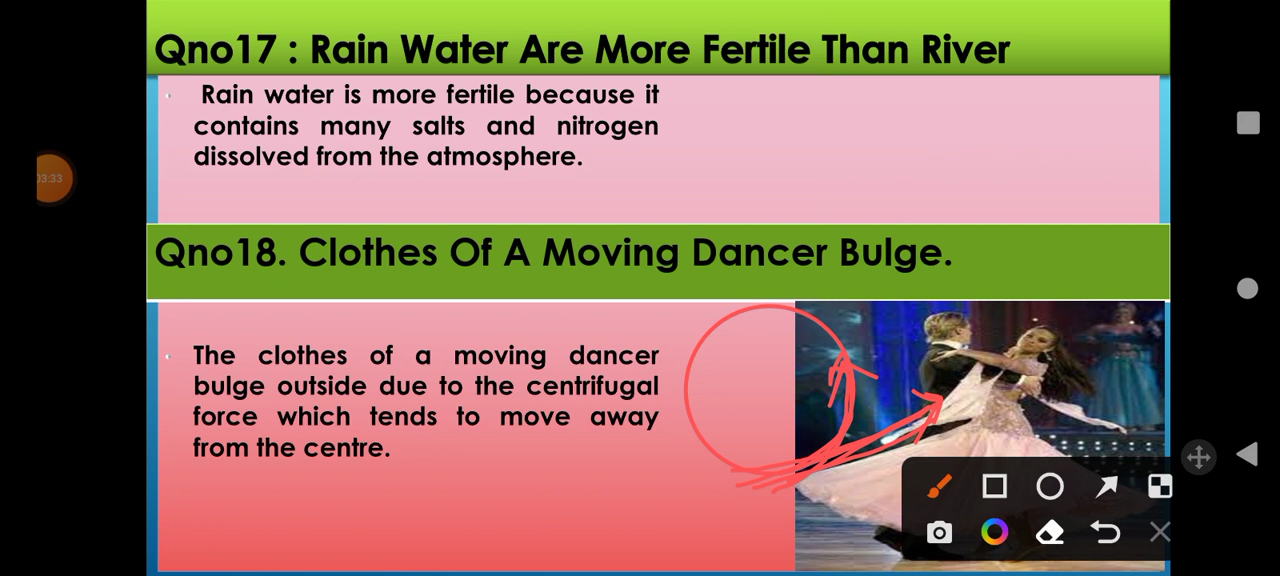 Qno17 : Rain Water Are More Fertile Than River
Rain water is more fertile because it
contains many salts and nitrogen
dissolved from the atmosphere.
03:33
Qno18. Clothes Of A Moving Dancer Bulge.
The clothes of a moving dancer
bulge outside due to the centrifugal
force which tends to move away
from the centre.